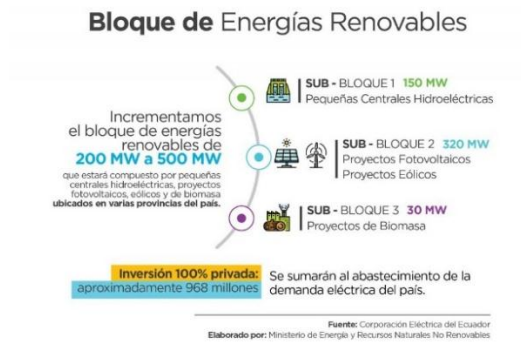 Bloque de Energías Renovables
Incrementamos
el bloque de energías
renovables de
200 MW a 500 MW
que estará compuesto por pequeñas
centrales hidroeléctricas, proyectos
fotovoltaicos, eólicos y de biomasa
ubicados en varias provincias del país.
SUB - BLOQUE 1 150 MW
Pequeñas Centrales Hidroeléctricas
SUB - BLOQUE 2 320 MW
Proyectos Fotovoltaicos
Proyectos Eólicos
SUB - BLOQUE 3 30 MW
Proyectos de Biomasa
Inversión 100% privada:
aproximadamente 968 millones
Se sumarán al abastecimiento de la
demanda eléctrica del país.
Fuente: Corporación Eléctrica del Ecuador
Elaborado por: Ministerio de Energía y Recursos Naturales No Renovables